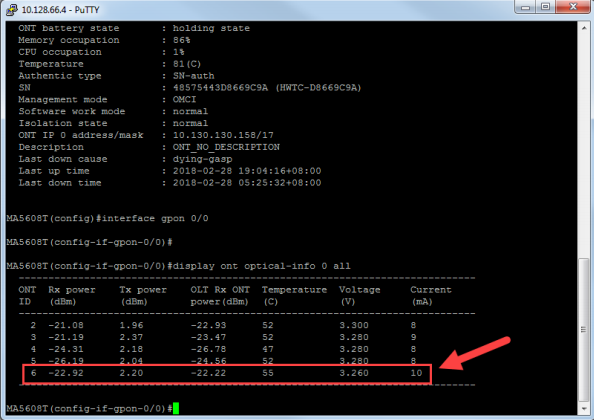 10.128.66.4 - PuTTY
ONT battery state : holding state
Memory occupation : 86%
CPU occupation : 1%
Temperature : 81(C)
Authentic type : SN-auth
SN : 48575443D8669C9A (HWTC-D8669C9A)
Management mode : OMCI
Software work mode : normal
Isolation state : normal
ONT IP 0 address/mask : 10.130.130.158/17
Description : ONT_NO_DESCRIPTION
Last down cause : dying-gasp
Last up time : 2018-02-28 19:04:16+08:00
Last down time : 2018-02-28 05:25:32+08:00
MA5608T(config)#interface gpon 0/0
MA5608T(config-if-gpon-0/0)#
MA5608T(config-if-gpon-0/0)#display ont optical-info 0 all
-----------------------------------------------------------------------------
ONT Rx power Tx power OLT Rx ONT Temperature Voltage Current
ID (dBm) (dBm) power(dBm) (C) (V) (mA)
-----------------------------------------------------------------------------
2 -21.08 1.96 -22.93 52 3.300 8
3 -21.19 2.37 -23.47 52 3.280 9
4 -24.31 2.18 -26.78 47 3.280 8
5 -26.19 2.04 -24.56 52 3.280 8
6 -22.92 2.20 -22.22 55 3.260 10
-----------------------------------------------------------------------------
MA5608T(config-if-gpon-0/0)#